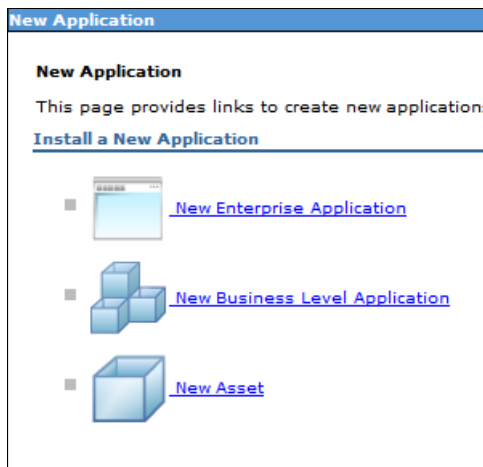 New Application
New Application
This page provides links to create new applications
Install a New Application
New Enterprise Application
New Business Level Application
New Asset